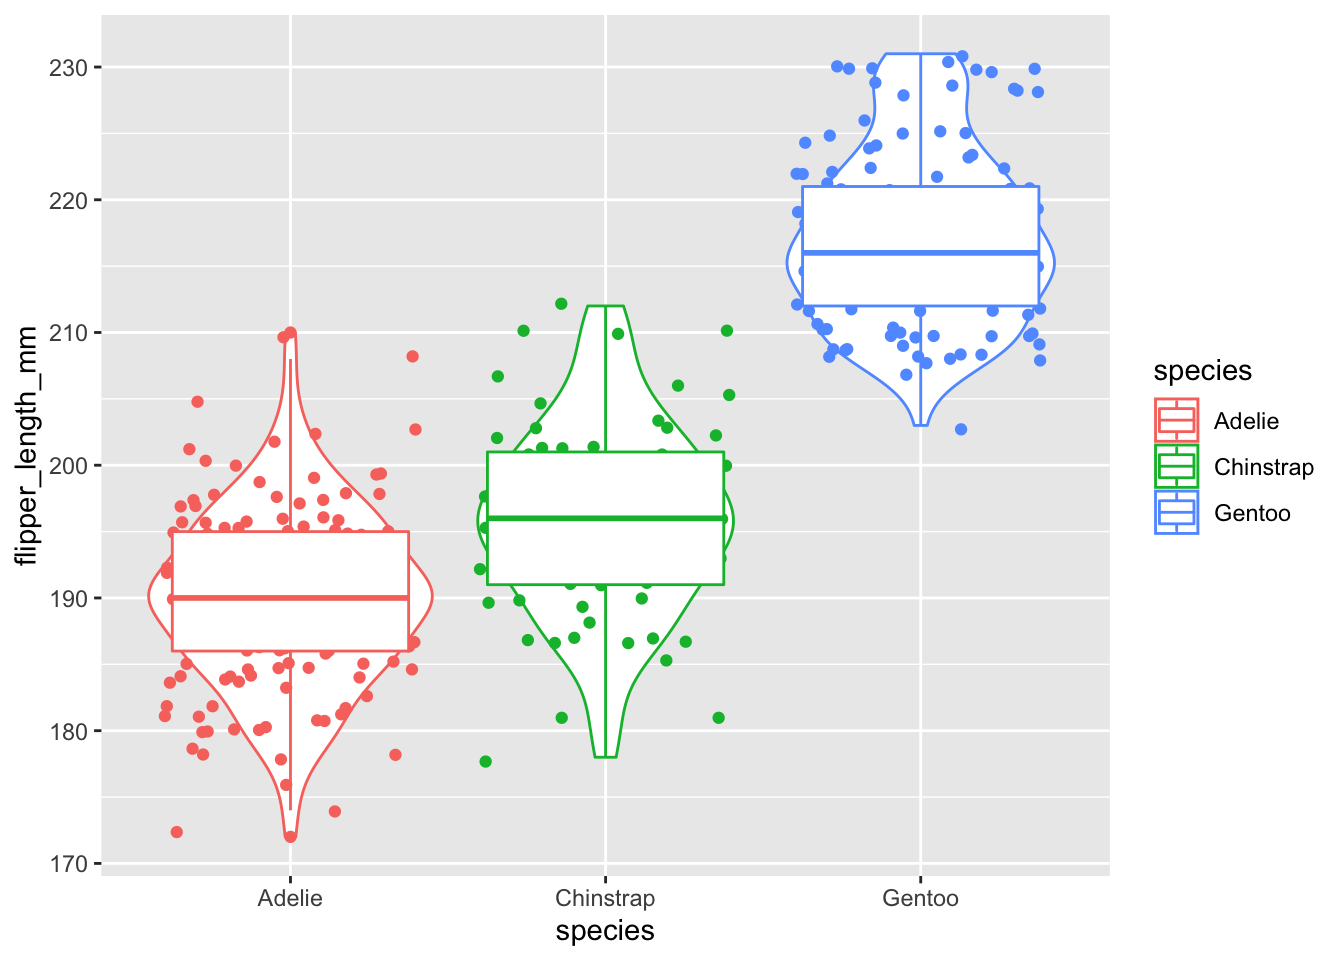 flipper_length_mm
230
220
210
200
190
180
170
Adelie
Chinstrap
Gentoo
species
species
Adelie
Chinstrap
Gentoo